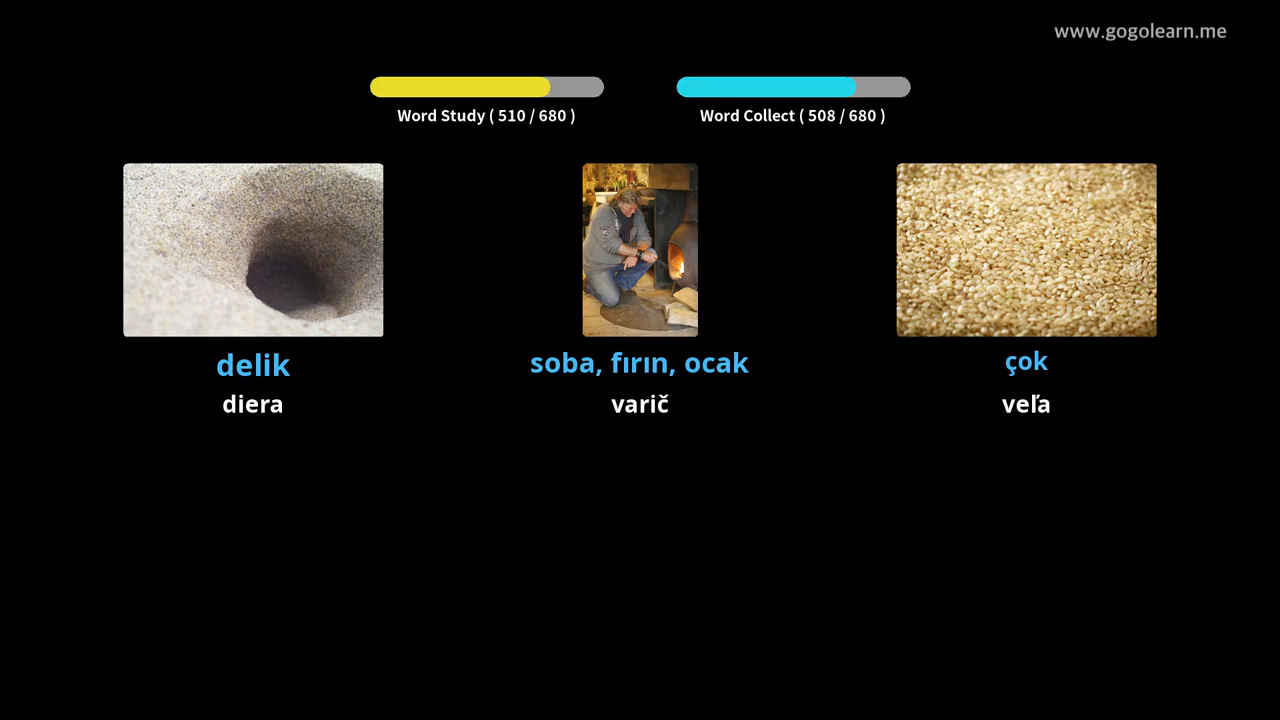 www.gogolearn.me
Word Study ( 510 / 680 )
Word Collect ( 508 / 680 )
delik
diera
soba, fırın, ocak
varič
çok
veľa